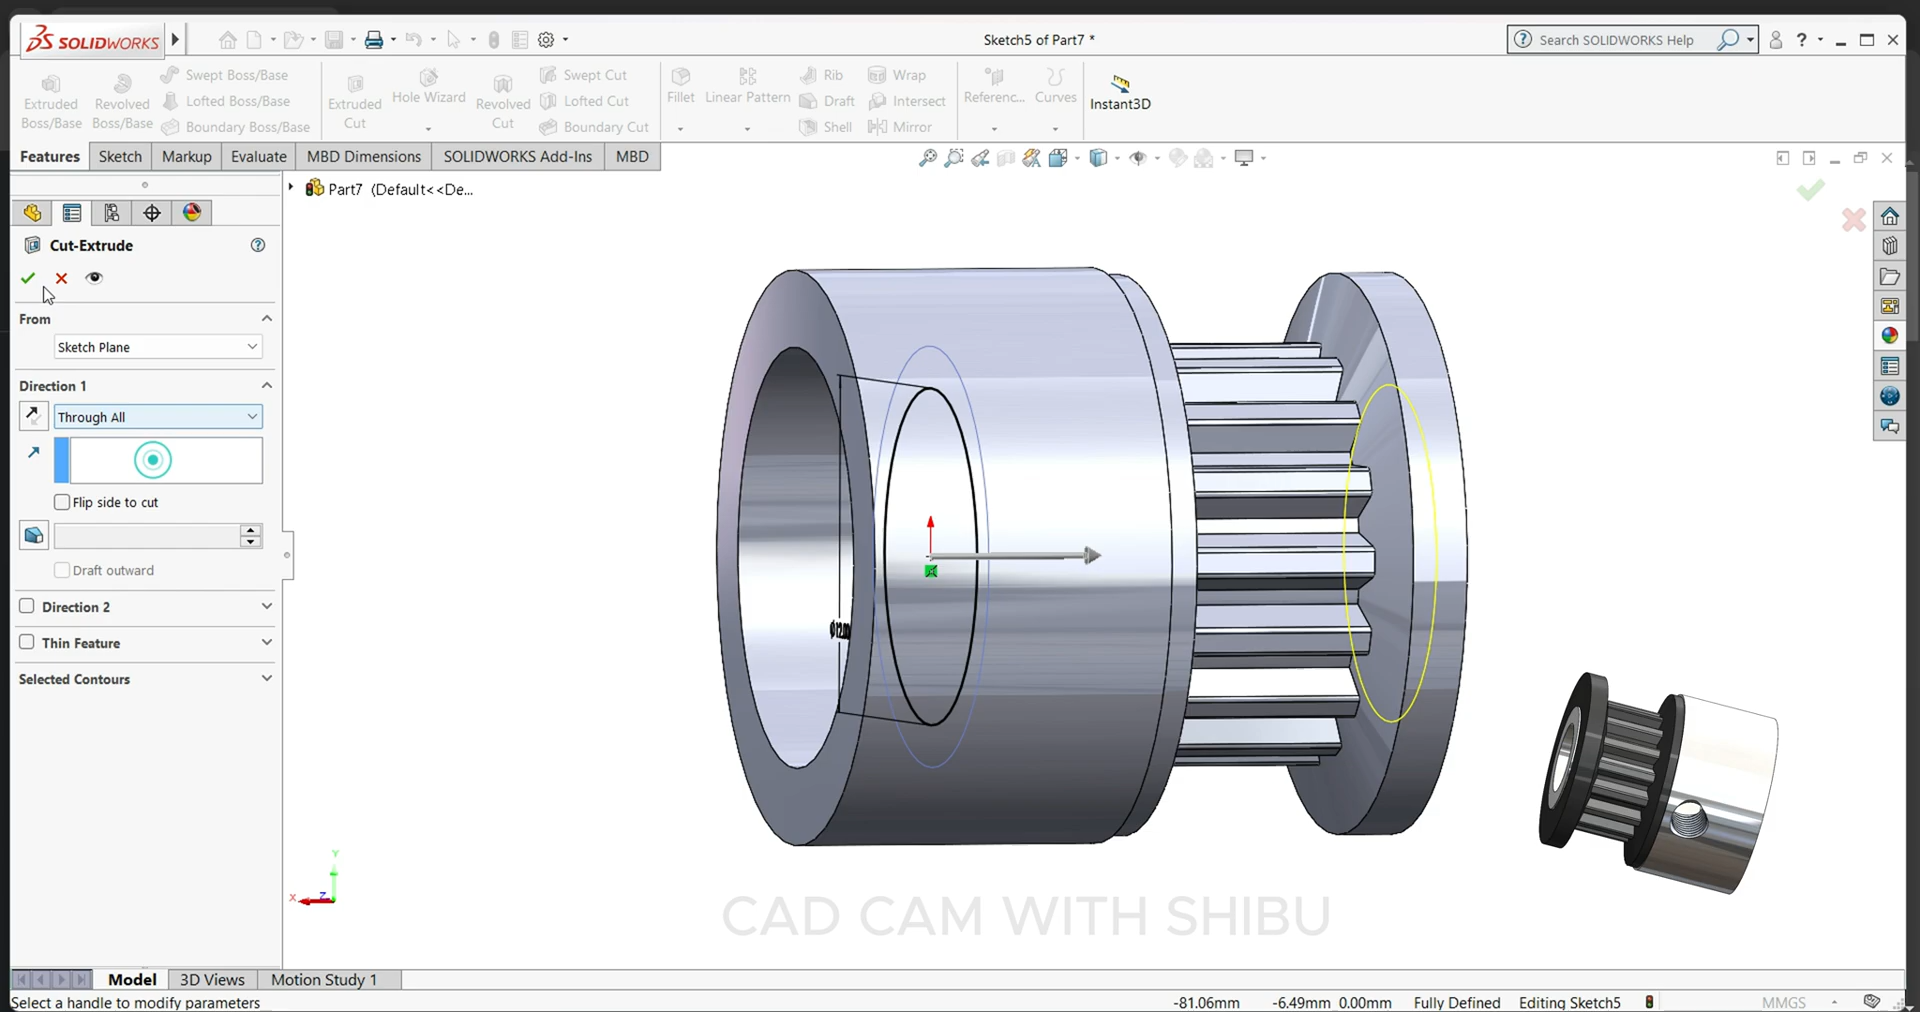 SOLIDWORKS
Sketch5 of Part7 *
Search SOLIDWORKS Help
Extruded Boss/Base
Revolved Boss/Base
Swept Boss/Base
Lofted Boss/Base
Boundary Boss/Base
Extruded Cut
Hole Wizard
Revolved Cut
Swept Cut
Lofted Cut
Boundary Cut
Fillet
Linear Pattern
Rib
Draft
Shell
Wrap
Intersect
Mirror
Referenc...
Curves
Instant3D
Features
Sketch
Markup
Evaluate
MBD Dimensions
SOLIDWORKS Add-Ins
MBD
Part7 (Default<<De...
Cut-Extrude
From
Sketch Plane
Direction 1
Through All
Flip side to cut
Draft outward
Direction 2
Thin Feature
Selected Contours
Y
X
Z
CAD CAM WITH SHIBU
Model
3D Views
Motion Study 1
Select a handle to modify parameters
-81.06mm
-6.49mm
0.00mm
Fully Defined
Editing Sketch5
MMGS